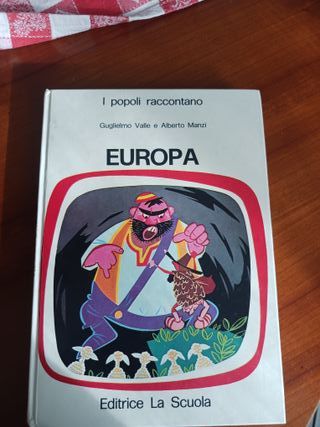 I popoli raccontano
Guglielmo Valle e Alberto Manzi
EUROPA
Editrice La Scuola